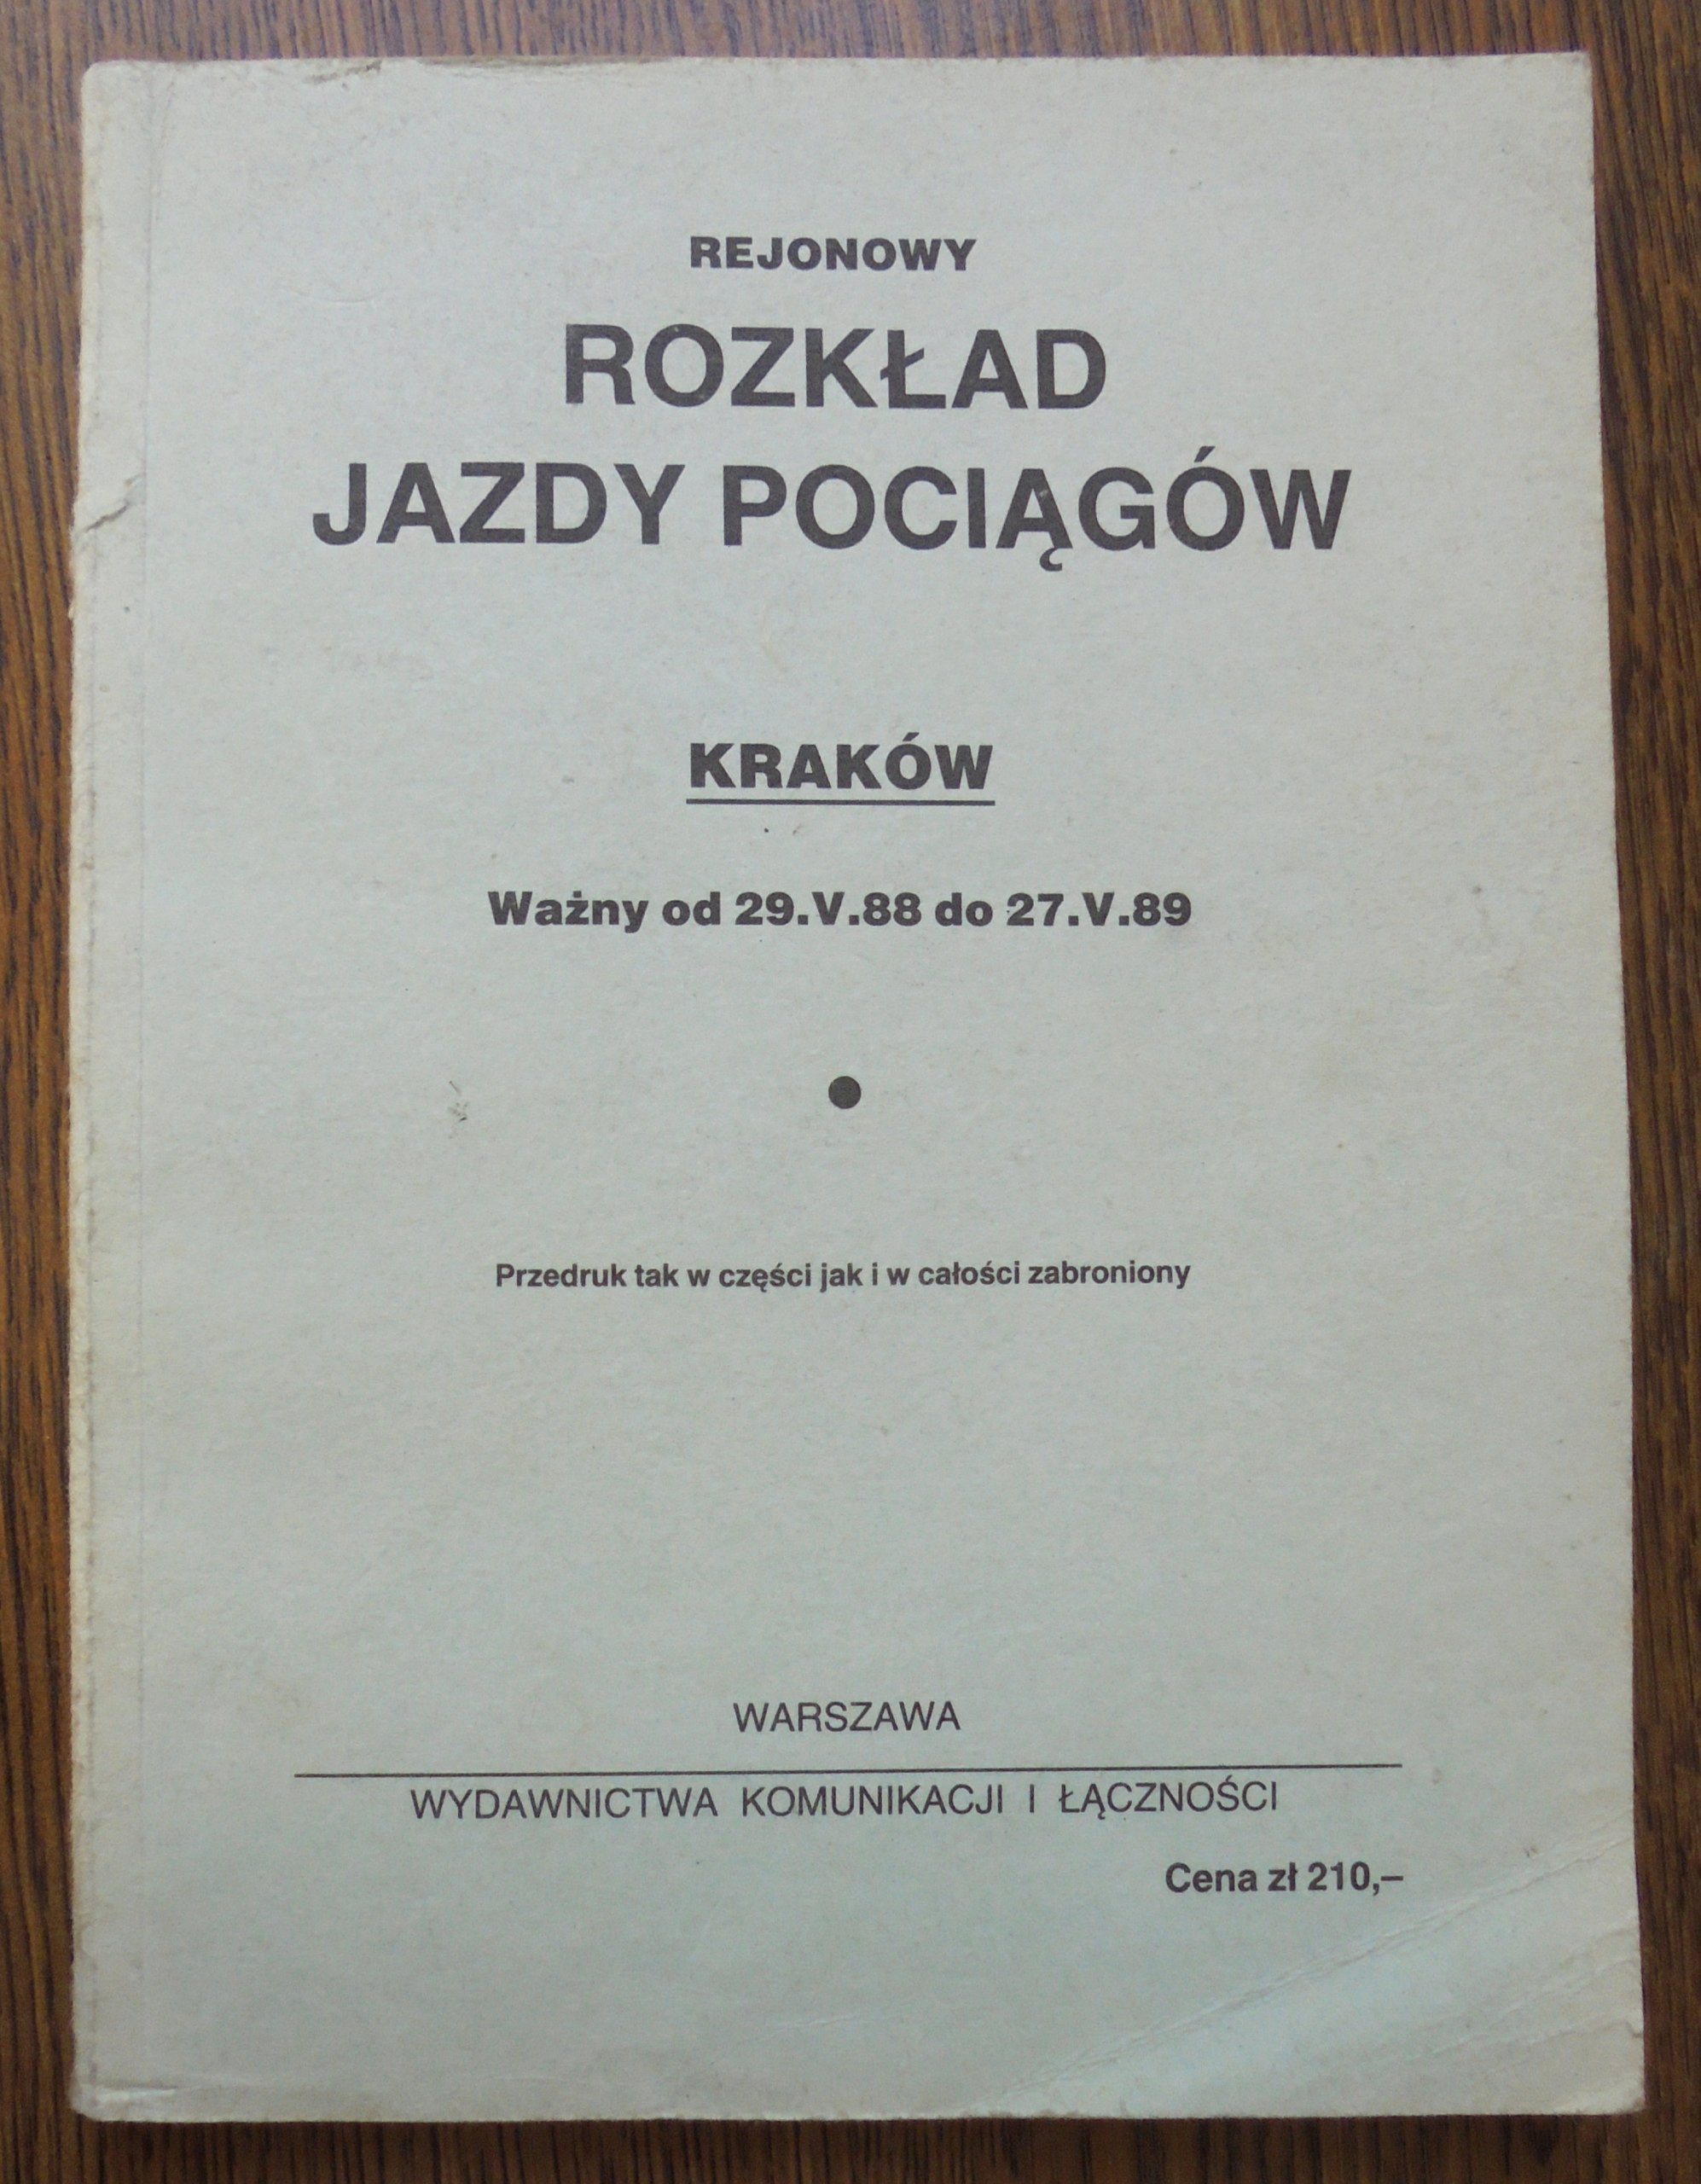 REJONOWY
ROZKŁAD
JAZDY POCIĄGÓW
KRAKÓW
Ważny od 29.V.88 do 27.V.89
Przedruk tak w części jak i w całości zabroniony
WARSZAWA
WYDAWNICTWA KOMUNIKACJI I ŁĄCZNOŚCI
Cena zł 210,–